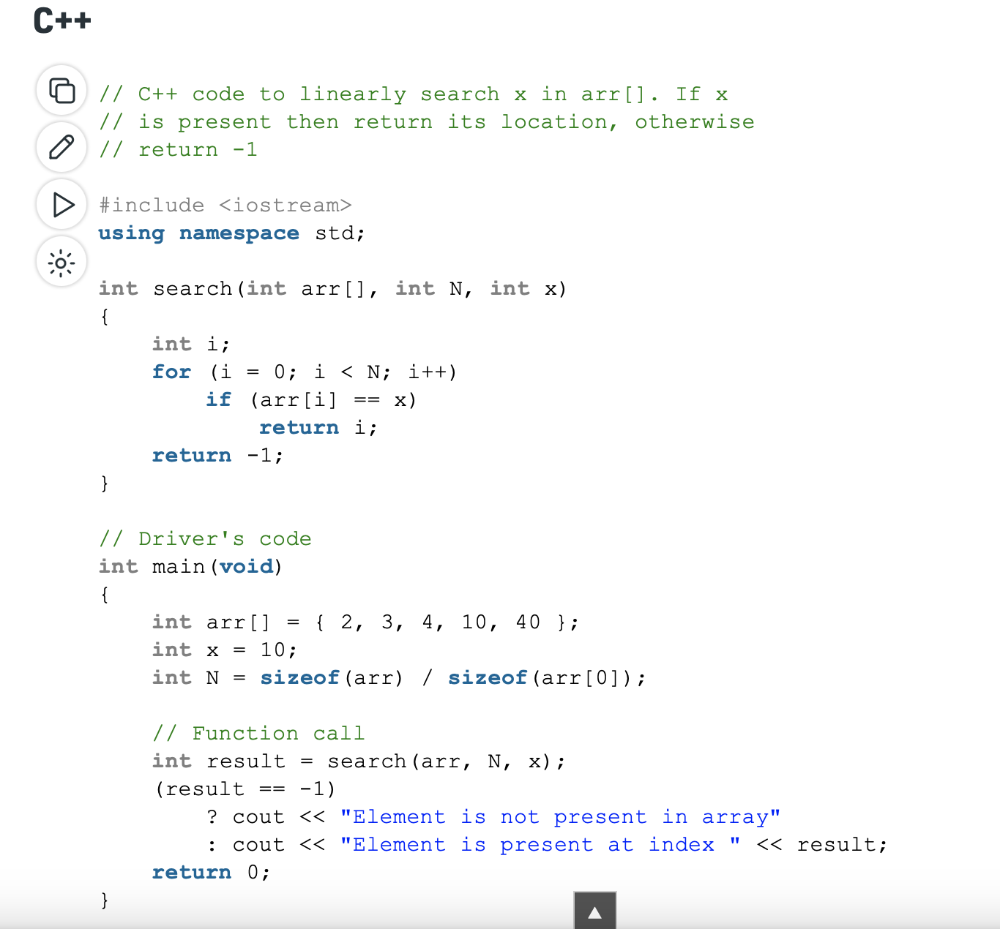 C++
// C++ code to linearly search x in arr[]. If x
// is present then return its location, otherwise
// return -1
#include <iostream>
using namespace std;
int search(int arr[], int N, int x)
{
    int i;
    for (i = 0; i < N; i++)
        if (arr[i] == x)
            return i;
    return -1;
}
// Driver's code
int main(void)
{
    int arr[] = { 2, 3, 4, 10, 40 };
    int x = 10;
    int N = sizeof(arr) / sizeof(arr[0]);
    // Function call
    int result = search(arr, N, x);
    (result == -1)
        ? cout << "Element is not present in array"
        : cout << "Element is present at index " << result;
    return 0;
}